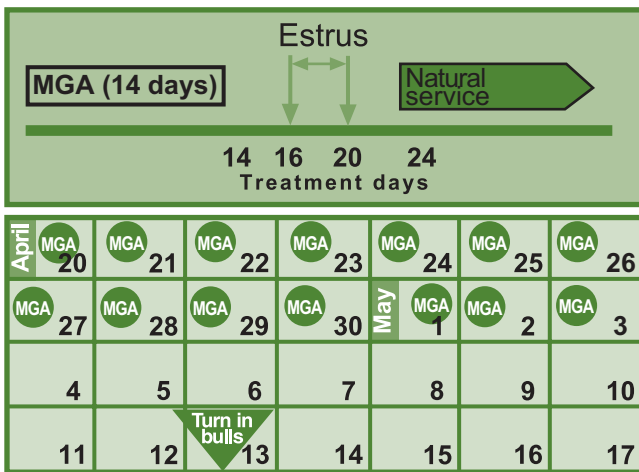 Estrus
MGA (14 days)
Natural
service
14 16 20 24
Treatment days
April
MGA MGA MGA MGA MGA MGA MGA
20 21 22 23 24 25 26
MGA MGA MGA MGA May MGA MGA MGA
27 28 29 30 1 2 3
4 5 6 7 8 9 10
Turn in
bulls
11 12 13 14 15 16 17